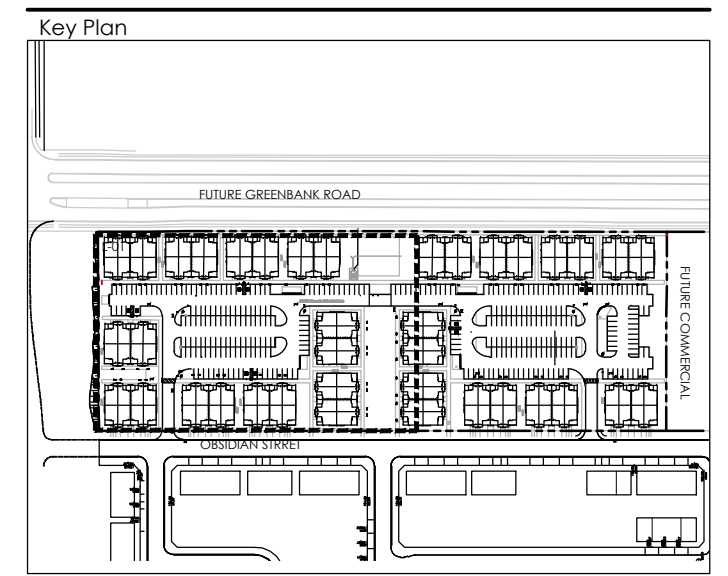 Key Plan
FUTURE GREENBANK ROAD
FUTURE COMMERCIAL
OBSIDIAN STRRET